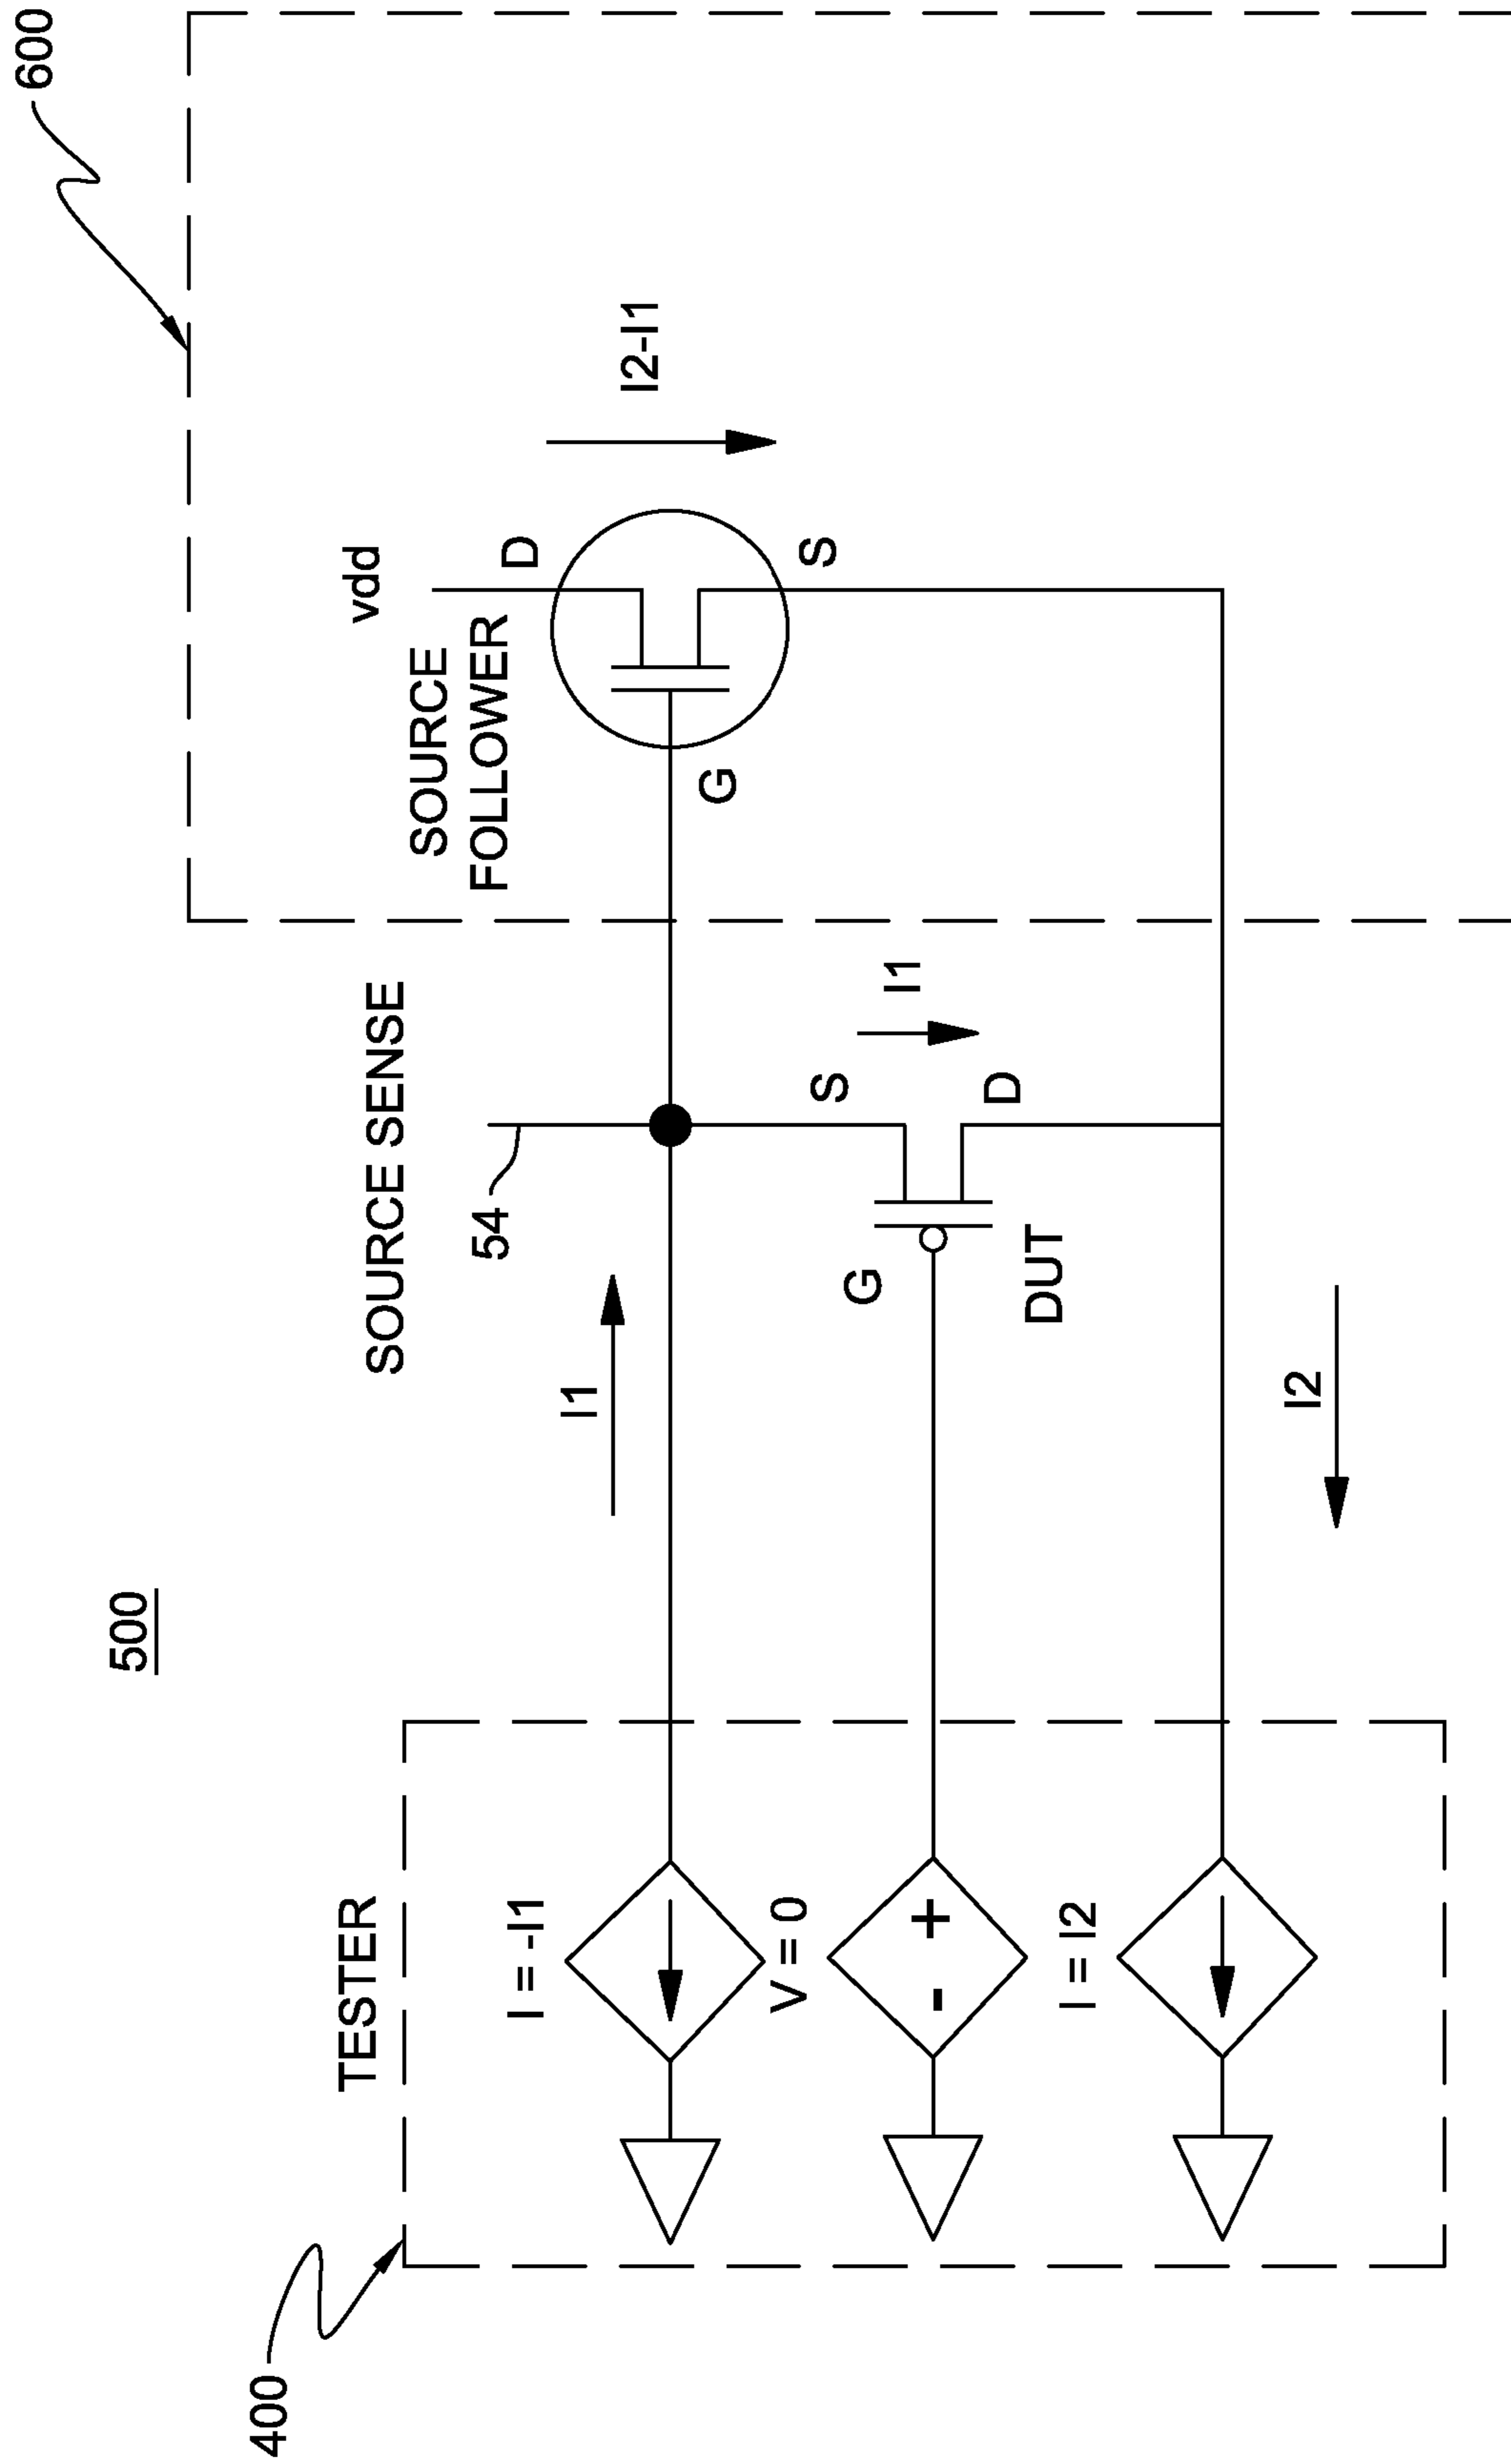 500
600
400
TESTER
I = -I1
V = 0
I = I2
I1
SOURCE SENSE
54
S
I1
G
D
DUT
I2
vdd
SOURCE
FOLLOWER
D
G
S
I2-I1
+
-